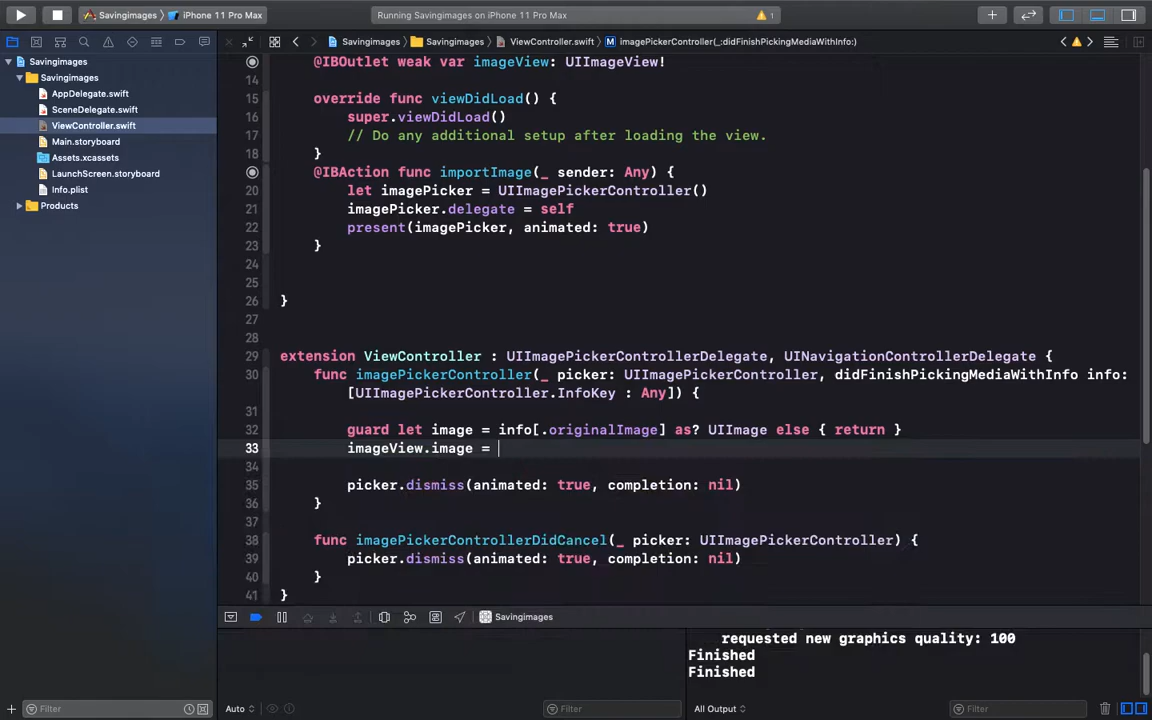 Savingimages
iPhone 11 Pro Max
Running Savingimages on iPhone 11 Pro Max
1
Savingimages
Savingimages
ViewController.swift
M
imagePickerController(_:didFinishPickingMediaWithInfo:)
Savingimages
Savingimages
AppDelegate.swift
SceneDelegate.swift
ViewController.swift
Main.storyboard
Assets.xcassets
LaunchScreen.storyboard
Info.plist
Products
@IBOutlet weak var imageView: UIImageView!
14
15 override func viewDidLoad() {
16 super.viewDidLoad()
17 // Do any additional setup after loading the view.
18 }
@IBAction func importImage(_ sender: Any) {
20 let imagePicker = UIImagePickerController()
21 imagePicker.delegate = self
22 present(imagePicker, animated: true)
23 }
24
25
26 }
27
28
29 extension ViewController : UIImagePickerControllerDelegate, UINavigationControllerDelegate {
30 func imagePickerController(_ picker: UIImagePickerController, didFinishPickingMediaWithInfo info:
[UIImagePickerController.InfoKey : Any]) {
31
32 guard let image = info[.originalImage] as? UIImage else { return }
33 imageView.image =
34
35 picker.dismiss(animated: true, completion: nil)
36 }
37
38 func imagePickerControllerDidCancel(_ picker: UIImagePickerController) {
39 picker.dismiss(animated: true, completion: nil)
40 }
41 }
Savingimages
requested new graphics quality: 100
Finished
Finished
Filter
Auto
Filter
All Output
Filter